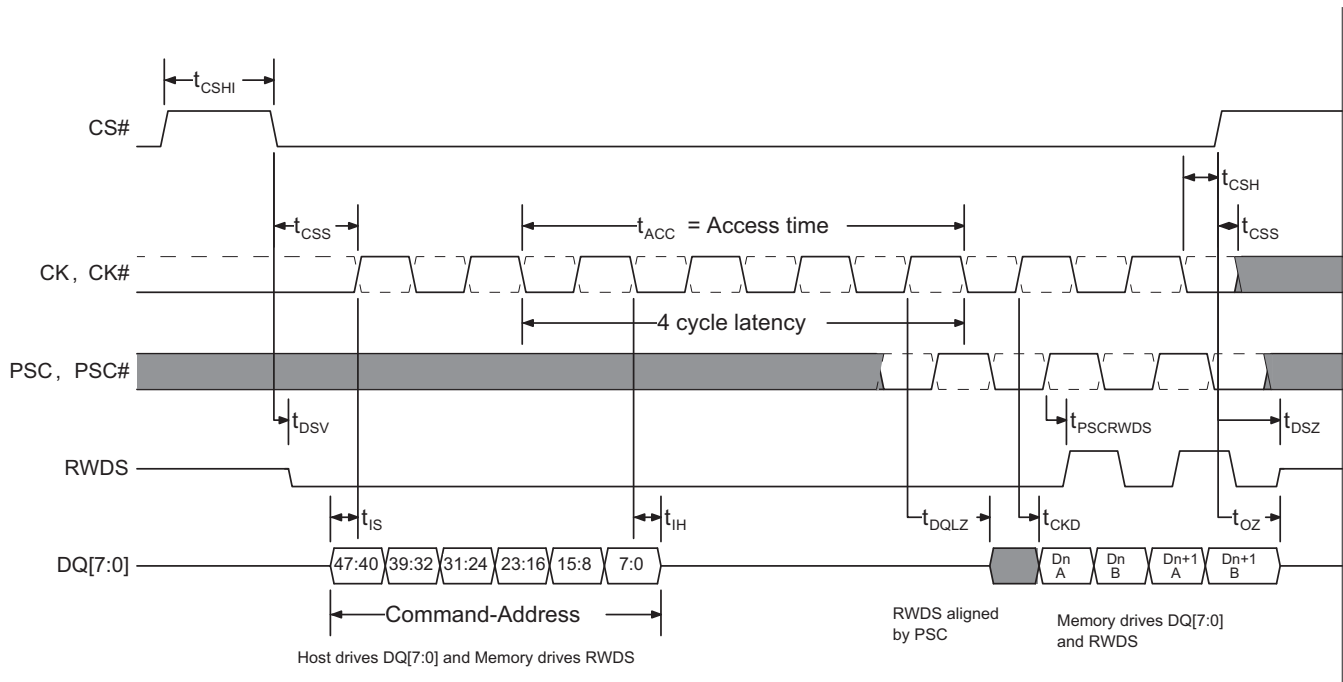 tCSHI
CS#
tCSH
tCSS
tACC = Access time
tCSS
CK, CK#
4 cycle latency
PSC, PSC#
tDSV
tPSCRWDS
tDSZ
RWDS
tIS
tIH
tDQLZ
tCKD
tOZ
DQ[7:0]
47:40 39:32 31:24 23:16 15:8 7:0
Dn A
Dn B
Dn+1 A
Dn+1 B
Command-Address
RWDS aligned
by PSC
Memory drives DQ[7:0]
and RWDS
Host drives DQ[7:0] and Memory drives RWDS